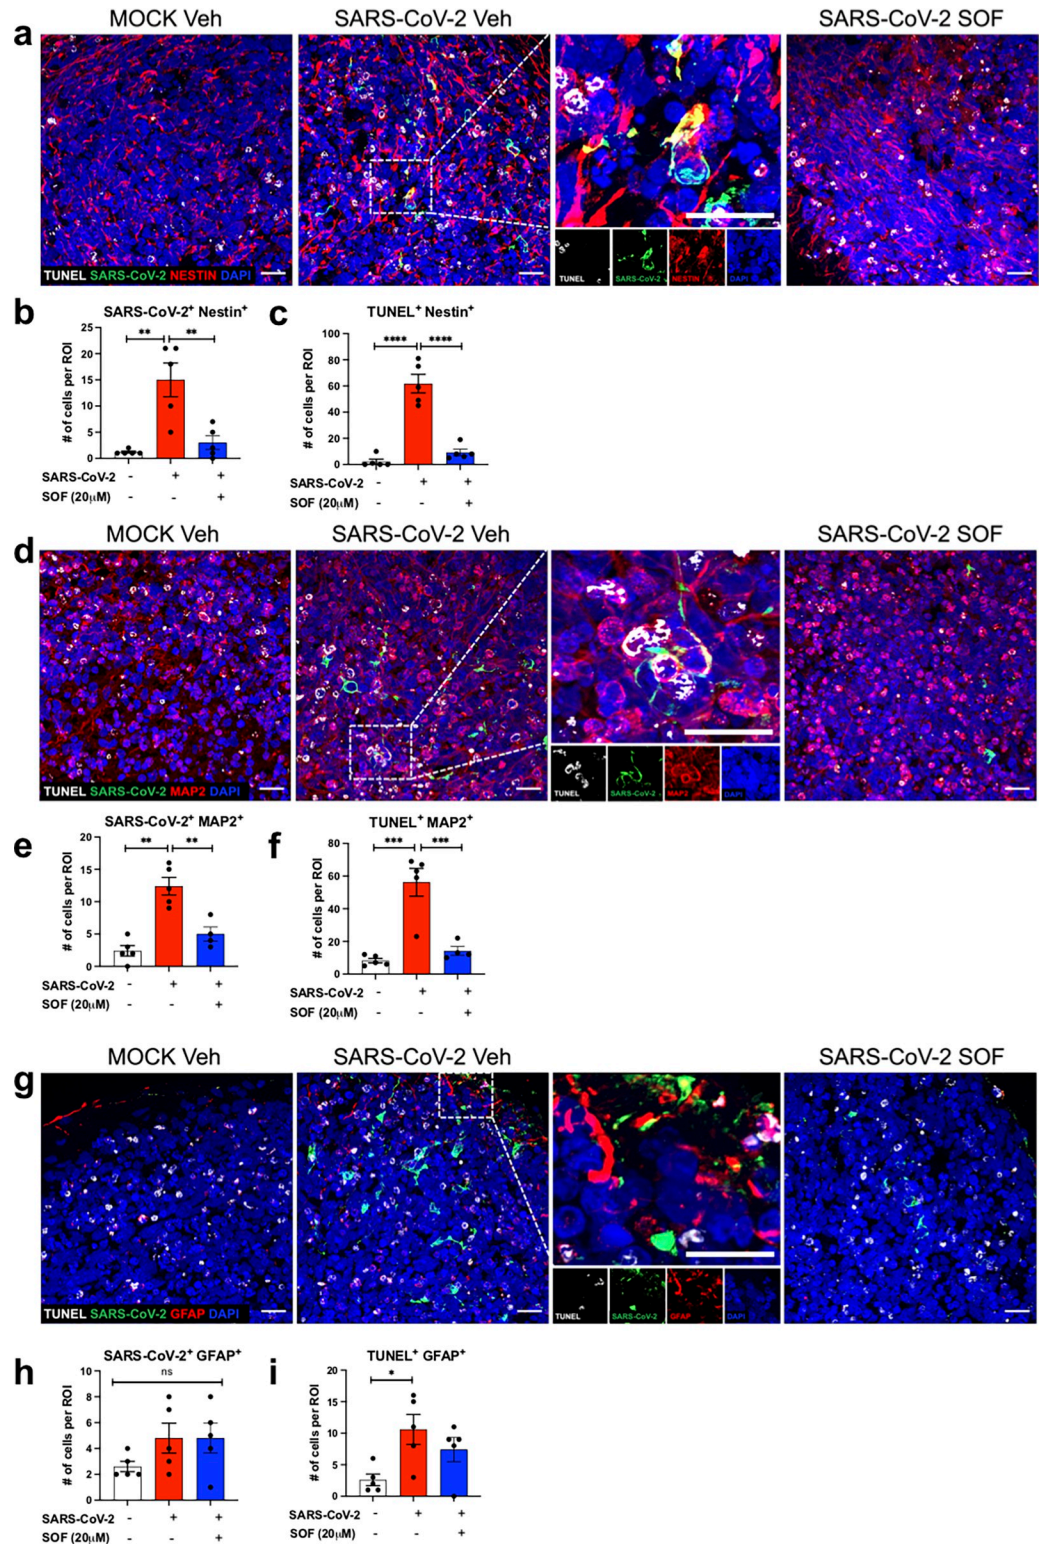 a
MOCK Veh SARS-CoV-2 Veh SARS-CoV-2 SOF
TUNEL SARS-CoV-2 NESTIN DAPI
TUNEL SARS-CoV-2 NESTIN DAPI
b
SARS-CoV-2+ Nestin+
** **
# of cells per ROI
25
20
15
10
5
0
SARS-CoV-2 - + +
SOF (20μM) - - +
c
TUNEL+ Nestin+
**** ****
# of cells per ROI
100
80
60
40
20
0
SARS-CoV-2 - + +
SOF (20μM) - - +
d
MOCK Veh SARS-CoV-2 Veh SARS-CoV-2 SOF
TUNEL SARS-CoV-2 MAP2 DAPI
TUNEL SARS-CoV-2 MAP2 DAPI
e
SARS-CoV-2+ MAP2+
** **
# of cells per ROI
20
15
10
5
0
SARS-CoV-2 - + +
SOF (20μM) - - +
f
TUNEL+ MAP2+
*** ***
# of cells per ROI
80
60
40
20
0
SARS-CoV-2 - + +
SOF (20μM) - - +
g
MOCK Veh SARS-CoV-2 Veh SARS-CoV-2 SOF
TUNEL SARS-CoV-2 GFAP DAPI
TUNEL SARS-CoV-2 GFAP DAPI
h
SARS-CoV-2+ GFAP+
ns
# of cells per ROI
10
8
6
4
2
0
SARS-CoV-2 - + +
SOF (20μM) - - +
i
TUNEL+ GFAP+
*
# of cells per ROI
20
15
10
5
0
SARS-CoV-2 - + +
SOF (20μM) - - +